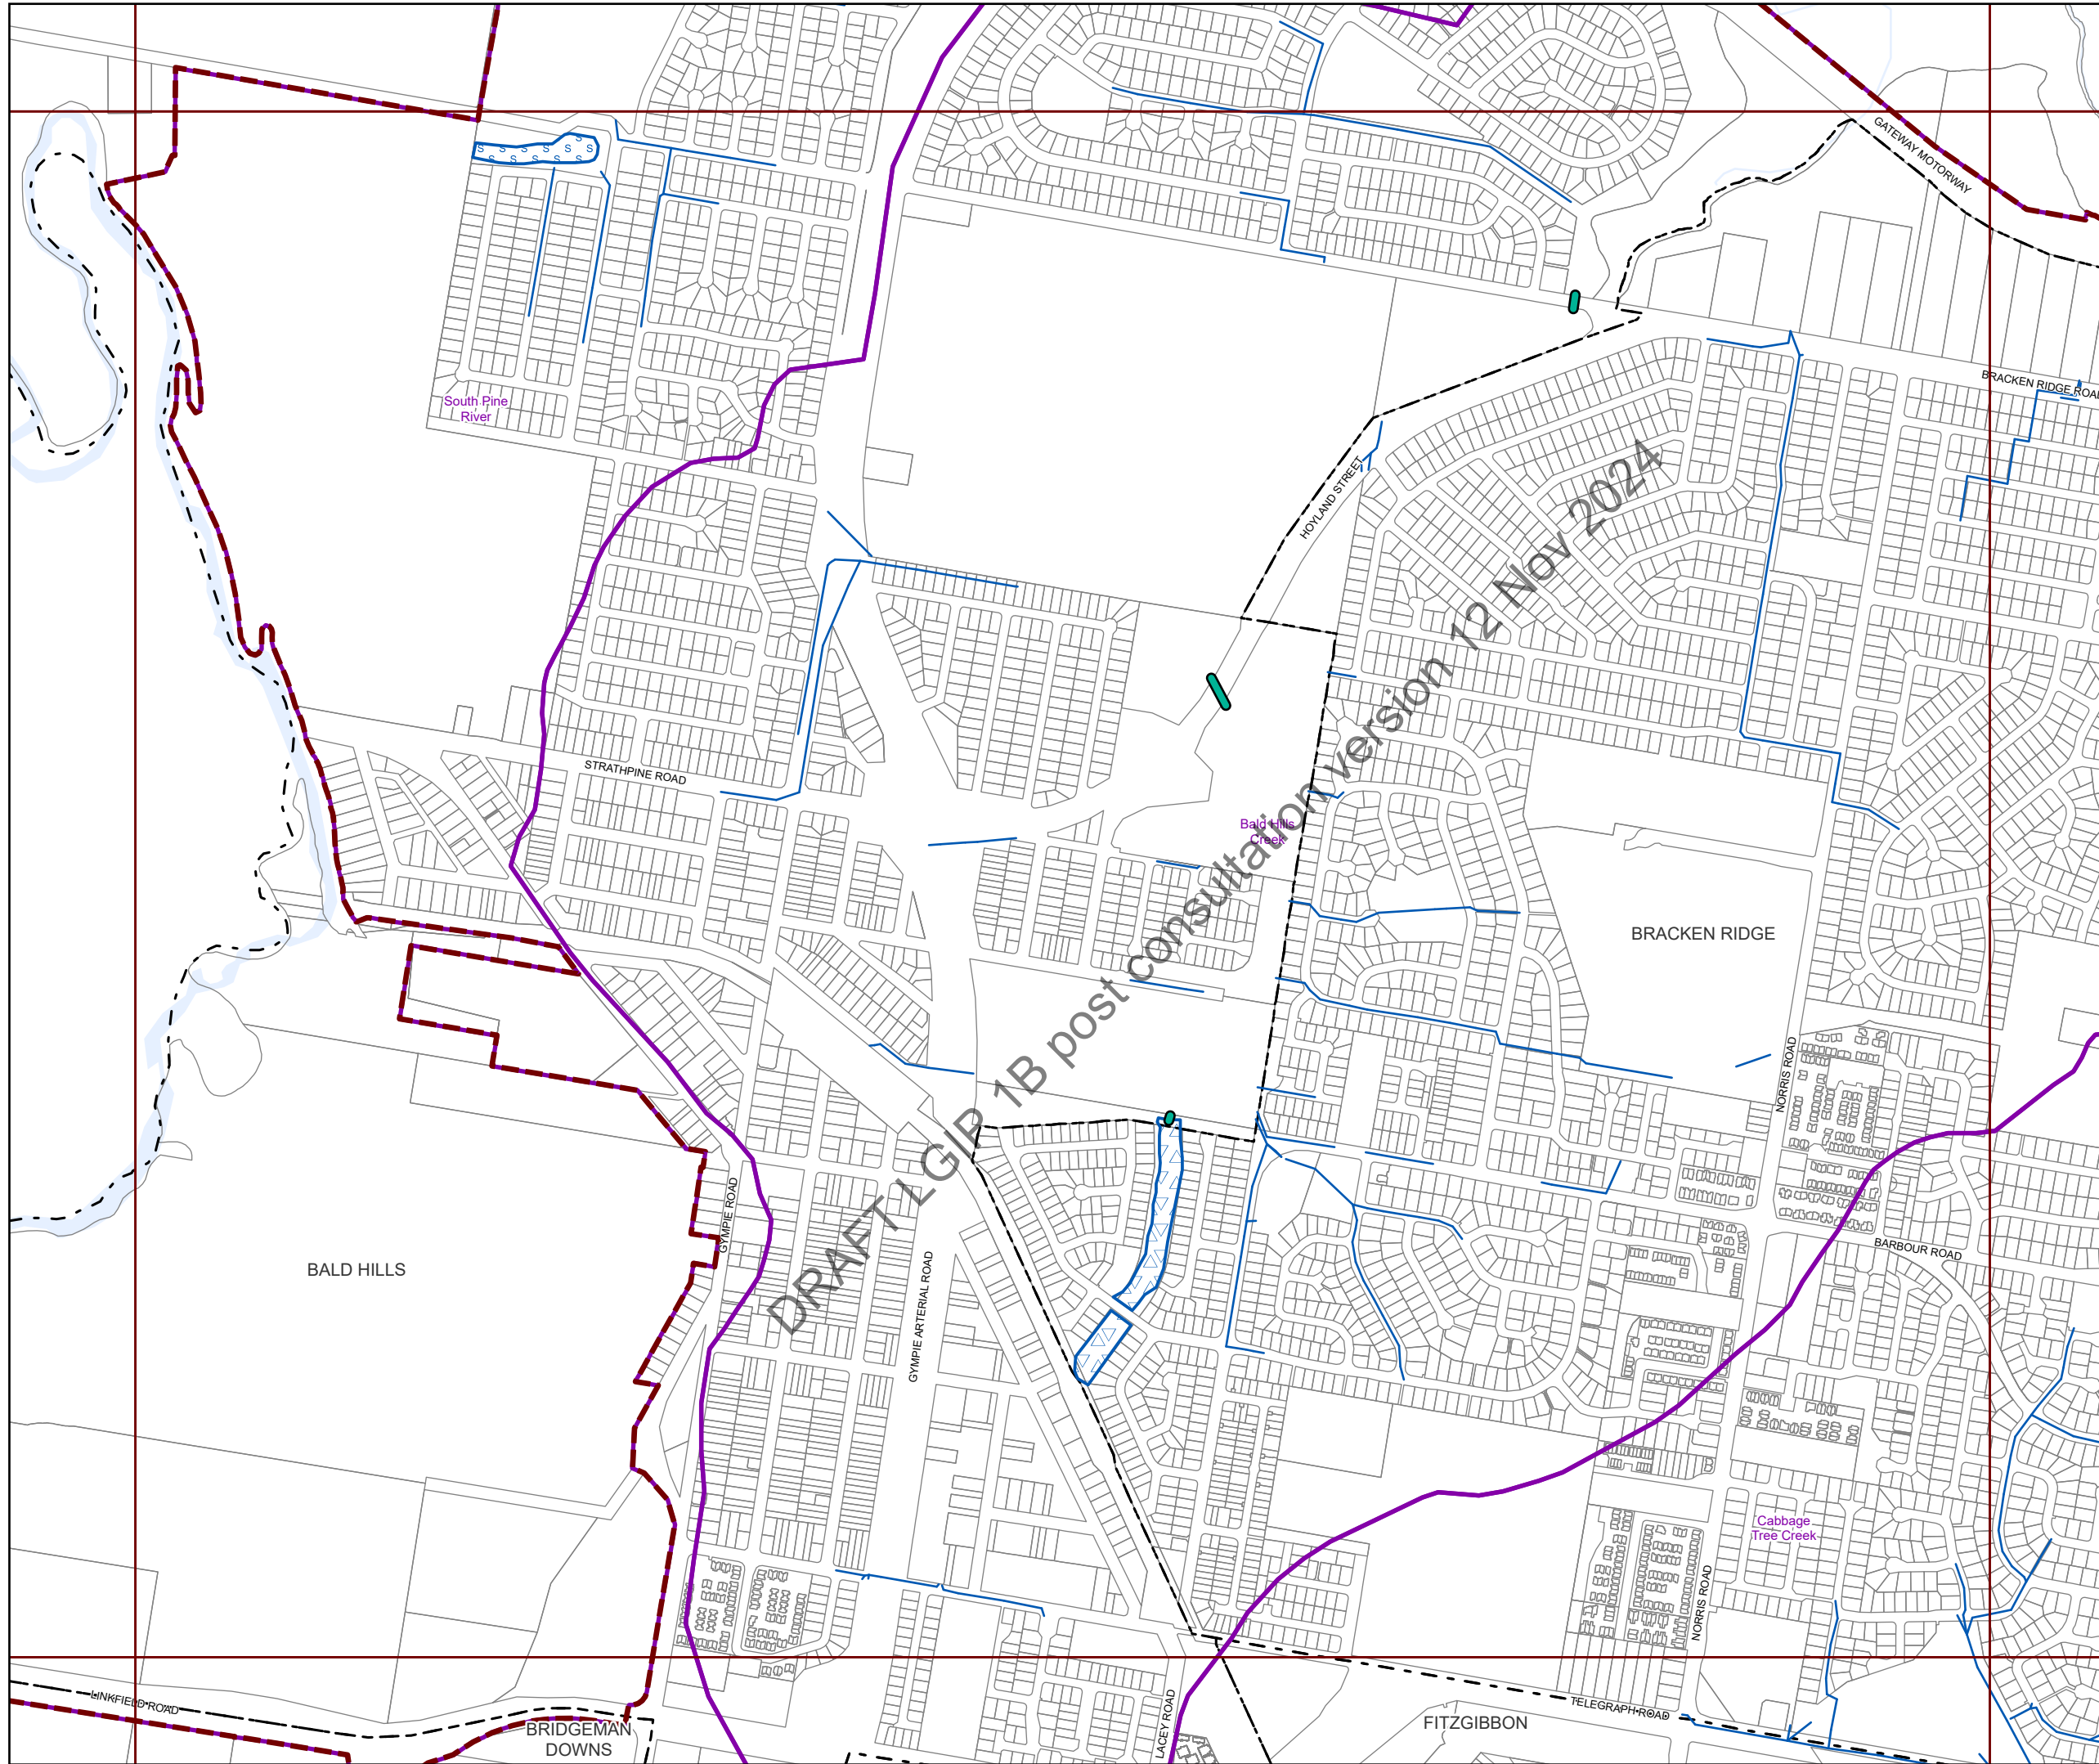 GATEWAY MOTORWAY
South Pine
River
BRACKEN RIDGE ROAD
HOYLAND STREET
DRAFT LGIP 1B post consultation version 12 Nov 2024
STRATHPINE ROAD
Bald Hills
Creek
BRACKEN RIDGE
NORRIS ROAD
GYMPIE ROAD
BARBOUR ROAD
BALD HILLS
GYMPIE ARTERIAL ROAD
Cabbage
Tree Creek
NORRIS ROAD
LINKFIELD ROAD
BRIDGEMAN
DOWNS
LACEY ROAD
TELEGRAPH ROAD
FITZGIBBON